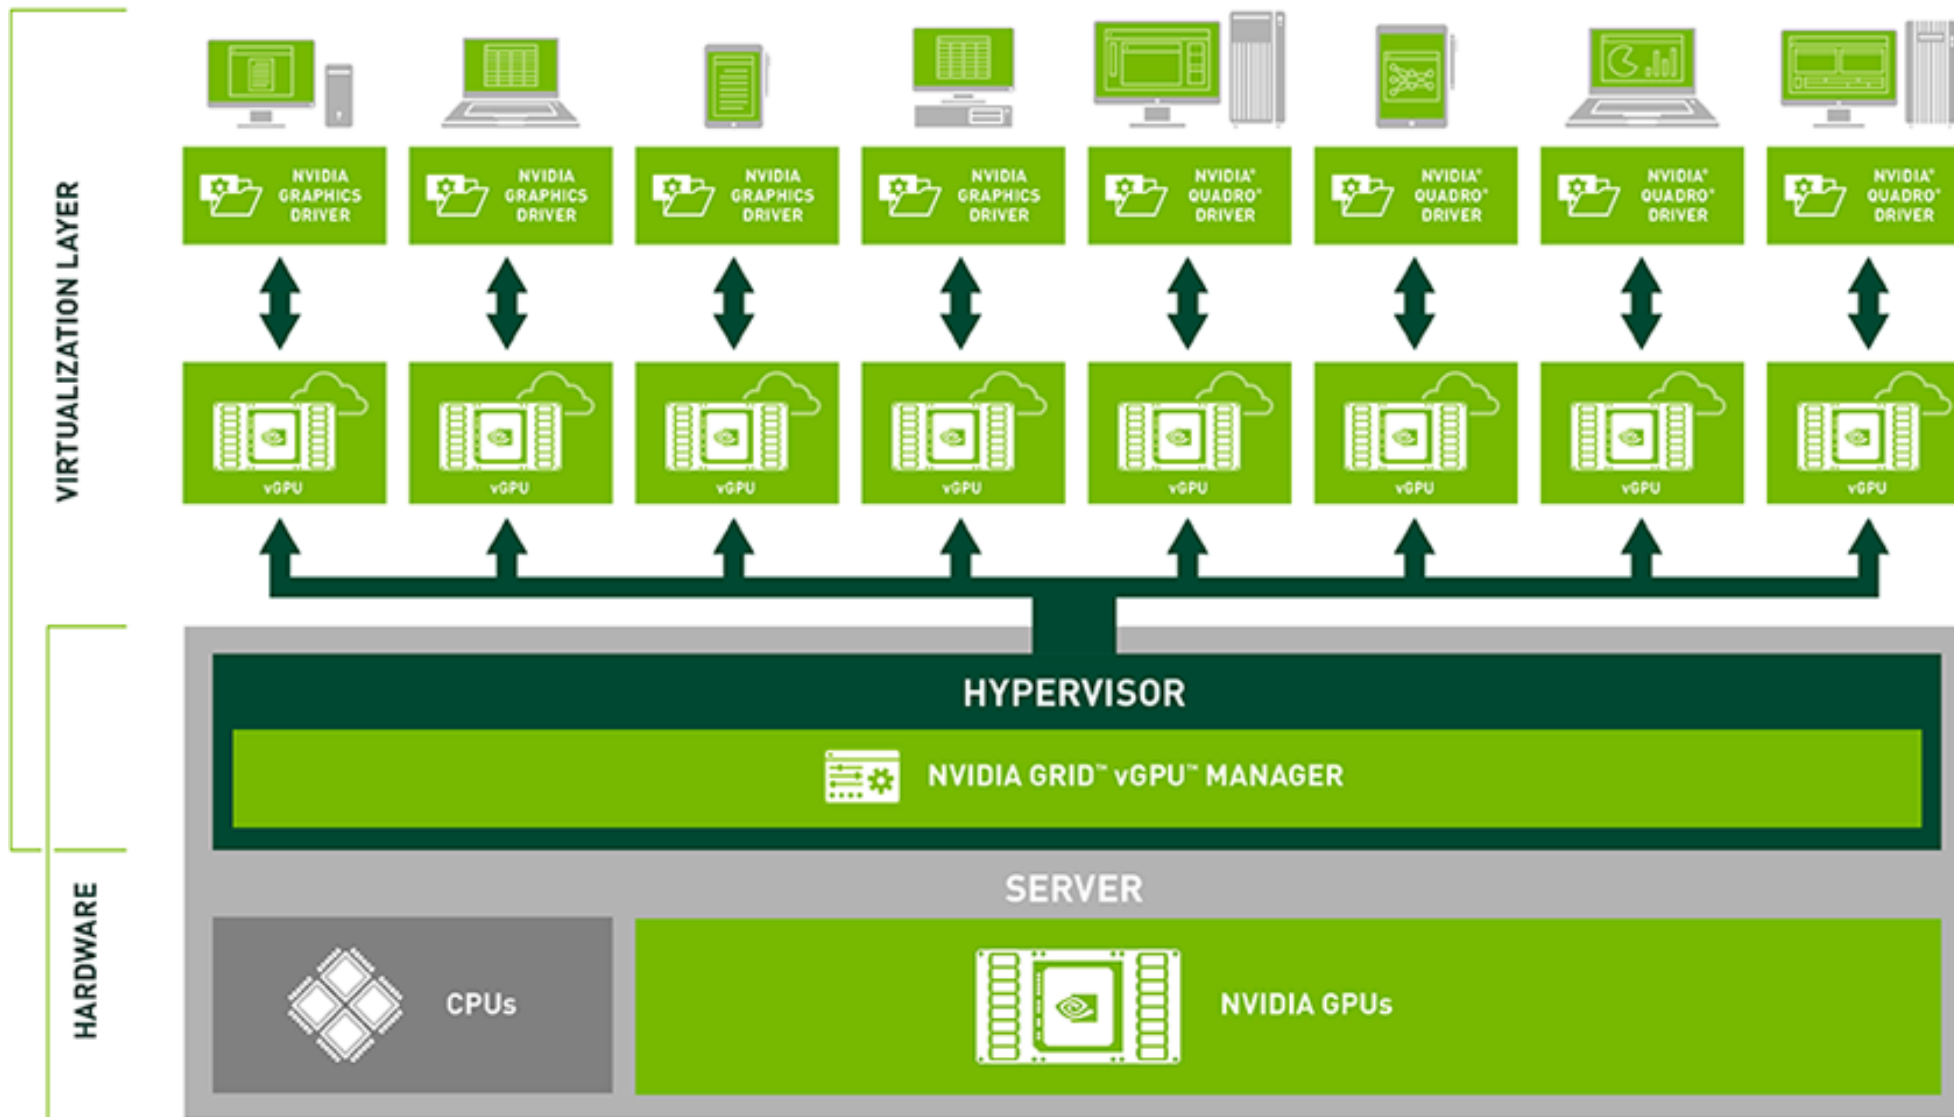 VIRTUALIZATION LAYER
NVIDIA
GRAPHICS
DRIVER
NVIDIA
GRAPHICS
DRIVER
NVIDIA
GRAPHICS
DRIVER
NVIDIA
GRAPHICS
DRIVER
NVIDIA®
QUADRO®
DRIVER
NVIDIA®
QUADRO®
DRIVER
NVIDIA®
QUADRO®
DRIVER
NVIDIA®
QUADRO®
DRIVER
vGPU
vGPU
vGPU
vGPU
vGPU
vGPU
vGPU
vGPU
HYPERVISOR
NVIDIA GRID™ vGPU™ MANAGER
HARDWARE
SERVER
CPUs
NVIDIA GPUs